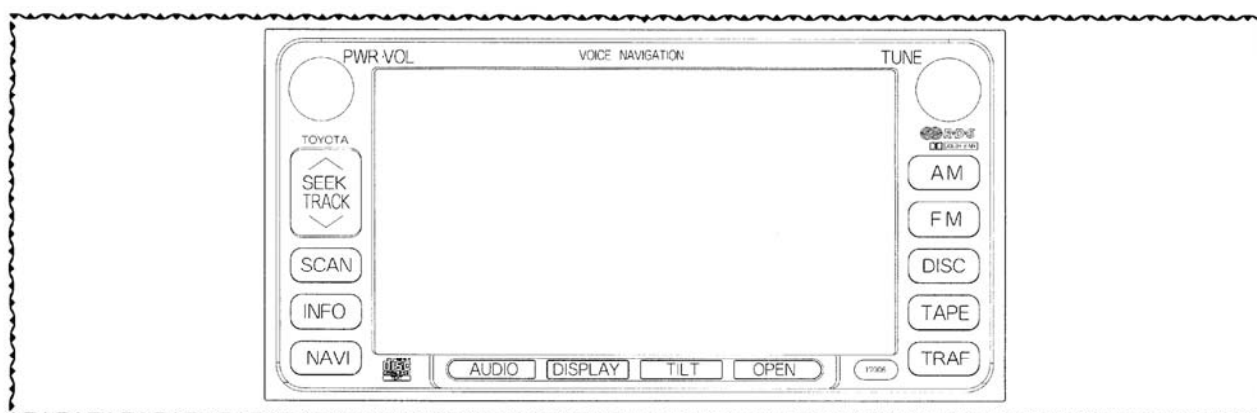 PWR·VOL
VOICE NAVIGATION
TUNE
TOYOTA
SEEK
TRACK
SCAN
INFO
NAVI
R·D·S
AM
FM
DISC
TAPE
TRAF
DISC
AUDIO
DISPLAY
TILT
OPEN